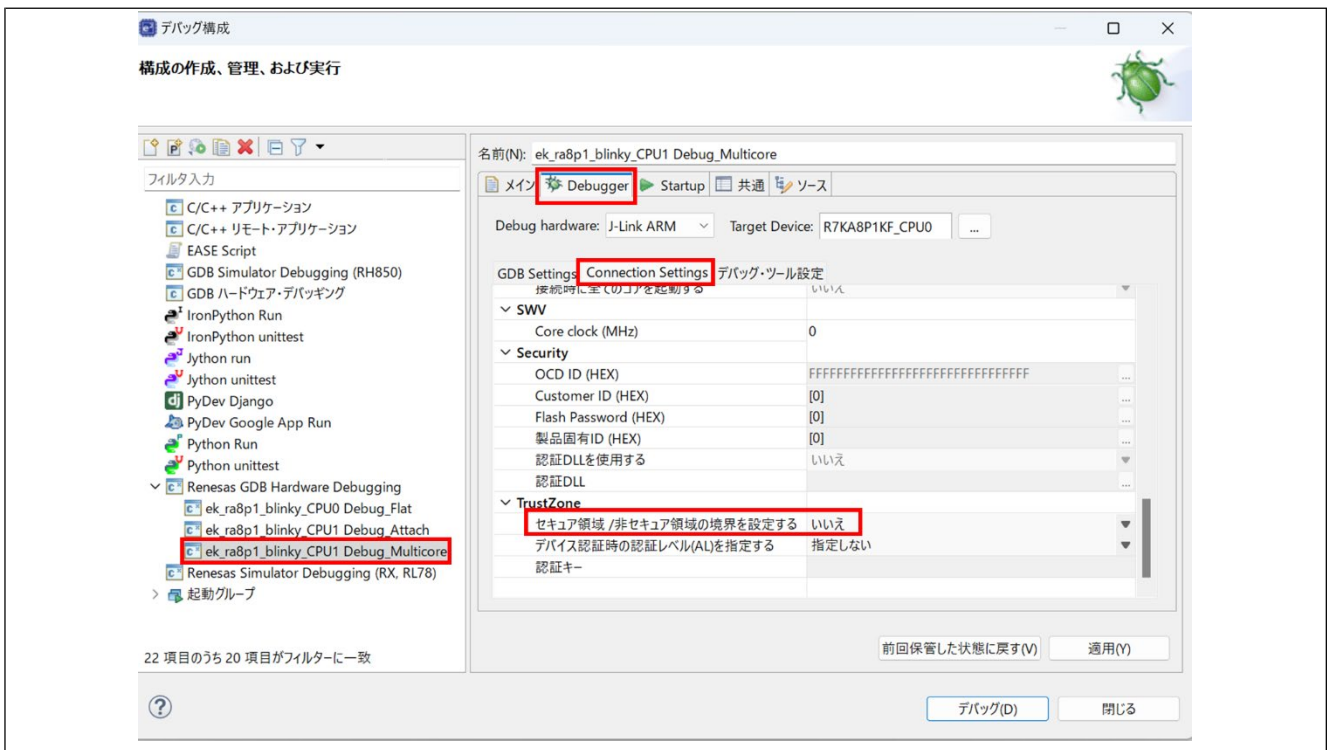 デバッグ構成
構成の作成、管理、および実行
フィルタ入力
C/C++ アプリケーション
C/C++ リモート・アプリケーション
EASE Script
GDB Simulator Debugging (RH850)
GDB ハードウェア・デバッギング
IronPython Run
IronPython unittest
Jython run
Jython unittest
PyDev Django
PyDev Google App Run
Python Run
Python unittest
Renesas GDB Hardware Debugging
ek_ra8p1_blinky_CPU0 Debug_Flat
ek_ra8p1_blinky_CPU1 Debug_Attach
ek_ra8p1_blinky_CPU1 Debug_Multicore
Renesas Simulator Debugging (RX, RL78)
起動グループ
22 項目のうち 20 項目がフィルターに一致
名前(N): ek_ra8p1_blinky_CPU1 Debug_Multicore
メイン Debugger Startup 共通 ソース
Debug hardware: J-Link ARM Target Device: R7KA8P1KF_CPU0 ...
GDB Settings Connection Settings デバッグ・ツール設定
接続時に全てのコアを起動する いいえ
SWV
Core clock (MHz) 0
Security
OCD ID (HEX) FFFFFFFFFFFFFFFFFFFFFFFFFFFFFFFF ...
Customer ID (HEX) [0] ...
Flash Password (HEX) [0] ...
製品固有ID (HEX) [0] ...
認証DLLを使用する いいえ
認証DLL ...
TrustZone
セキュア領域 /非セキュア領域の境界を設定する いいえ
デバイス認証時の認証レベル(AL)を指定する 指定しない
認証キー
前回保管した状態に戻す(V) 適用(Y)
デバッグ(D) 閉じる